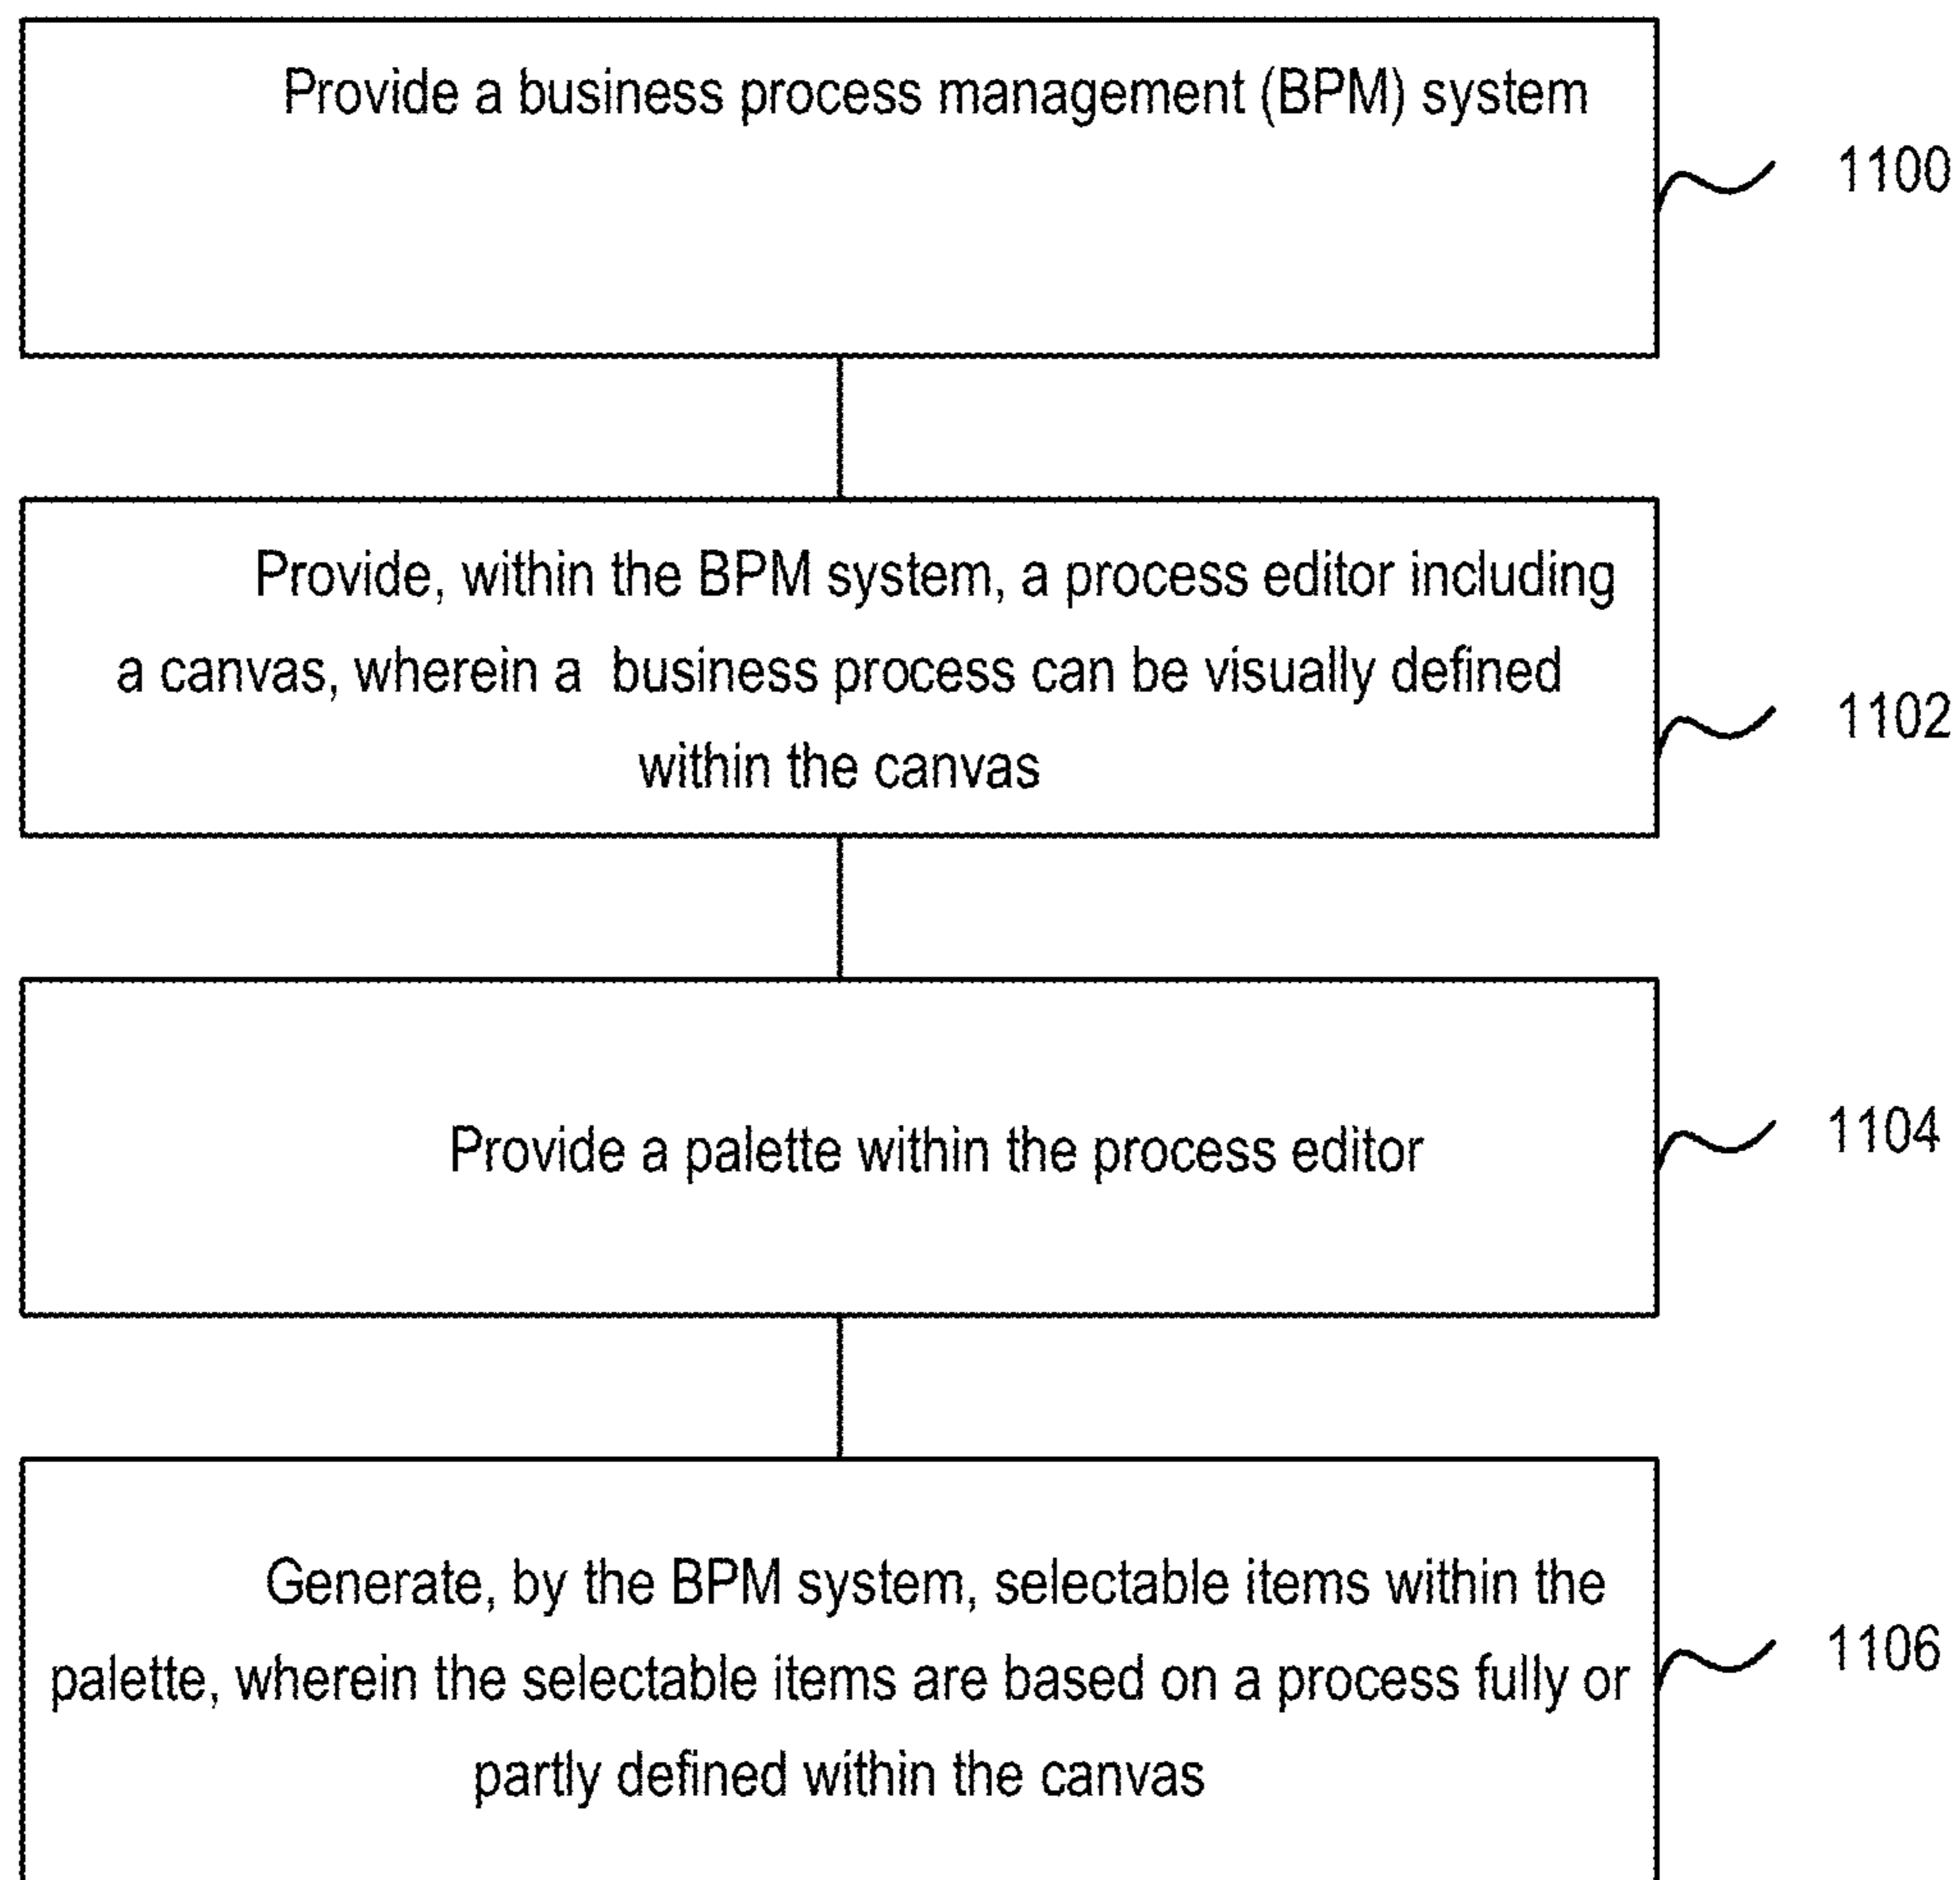 Provide a business process management (BPM) system
1100
Provide, within the BPM system, a process editor including
a canvas, wherein a business process can be visually defined
within the canvas
1102
Provide a palette within the process editor
1104
Generate, by the BPM system, selectable items within the
palette, wherein the selectable items are based on a process fully or
partly defined within the canvas
1106